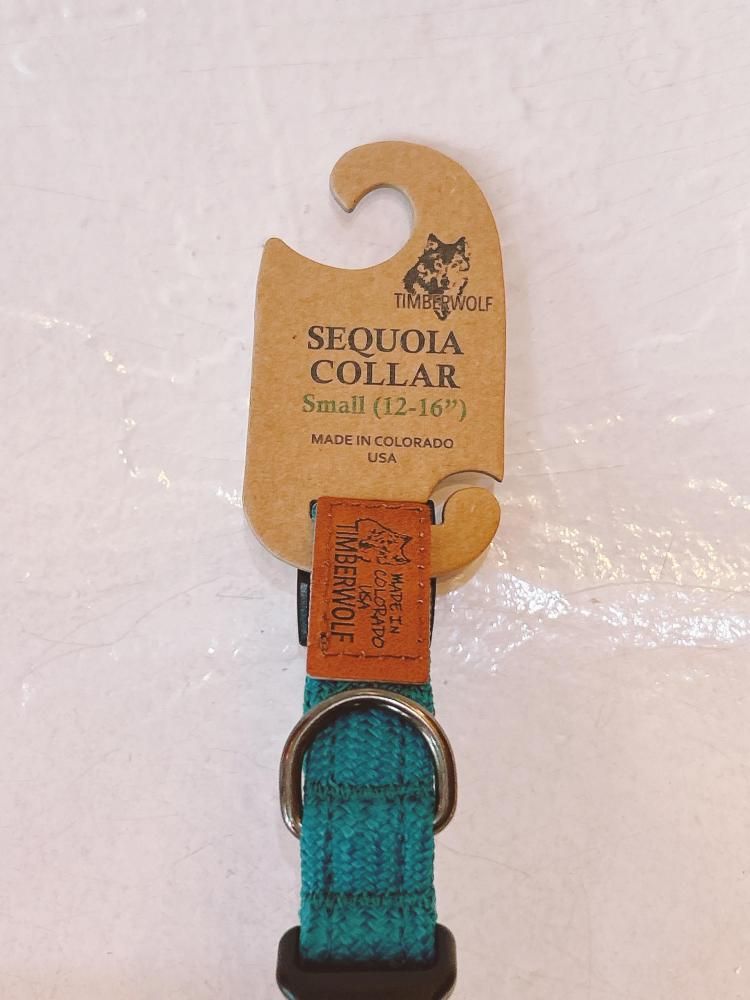 TIMBERWOLF
SEQUOIA
COLLAR
Small (12-16”)
MADE IN COLORADO
USA
MADE IN
COLORADO
USA
TIMBERWOLF